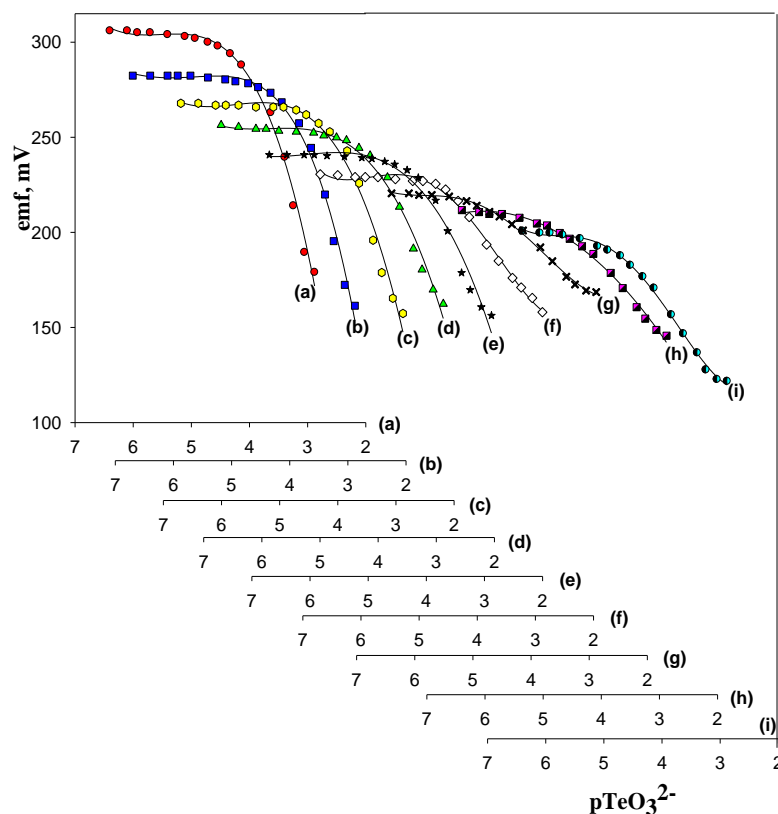 300
250
200
150
100
emf, mV
(a)
(b)
(c)
(d)
(e)
(f)
(g)
(h)
(i)
7 6 5 4 3 2 (a)
7 6 5 4 3 2 (b)
7 6 5 4 3 2 (c)
7 6 5 4 3 2 (d)
7 6 5 4 3 2 (e)
7 6 5 4 3 2 (f)
7 6 5 4 3 2 (g)
7 6 5 4 3 2 (h)
7 6 5 4 3 2 (i)
pTeO₃²⁻